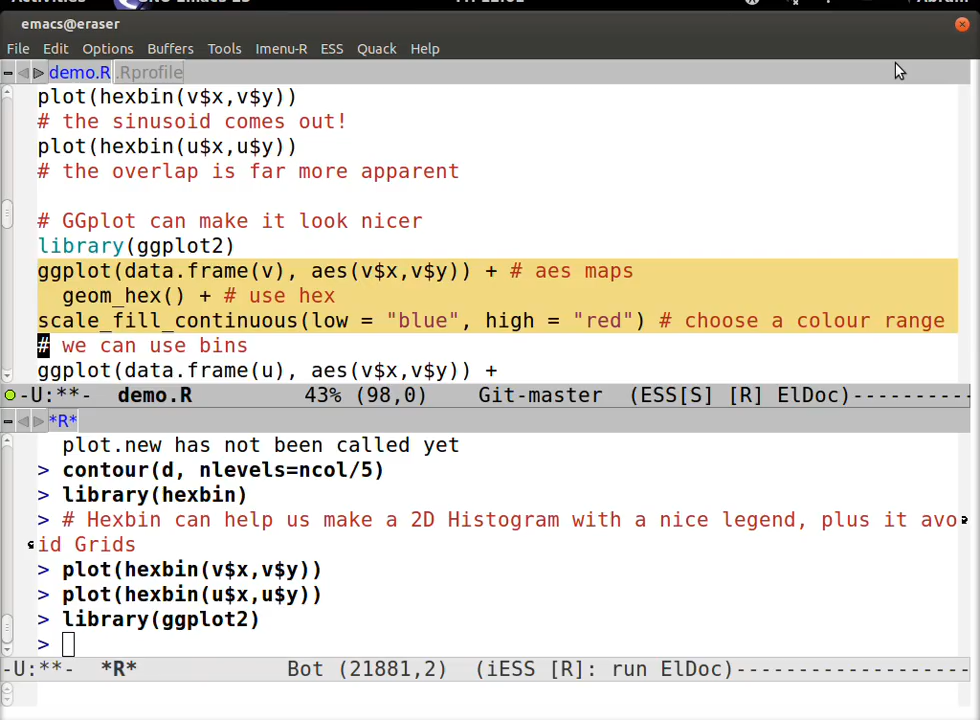 emacs@eraser
File Edit Options Buffers Tools Imenu-R ESS Quack Help
demo.R .Rprofile
plot(hexbin(v$x,v$y))
# the sinusoid comes out!
plot(hexbin(u$x,u$y))
# the overlap is far more apparent
# GGplot can make it look nicer
library(ggplot2)
ggplot(data.frame(v), aes(v$x,v$y)) + # aes maps
  geom_hex() + # use hex
scale_fill_continuous(low = "blue", high = "red") # choose a colour range
# we can use bins
ggplot(data.frame(u), aes(v$x,v$y)) +
-U:**-  demo.R         43% (98,0)    Git-master  (ESS[S] [R] ElDoc)----------
*R*
  plot.new has not been called yet
> contour(d, nlevels=ncol/5)
> library(hexbin)
> # Hexbin can help us make a 2D Histogram with a nice legend, plus it avo
id Grids
> plot(hexbin(v$x,v$y))
> plot(hexbin(u$x,u$y))
> library(ggplot2)
>
-U:**-  *R*            Bot (21881,2)  (iESS [R]: run ElDoc)-------------------